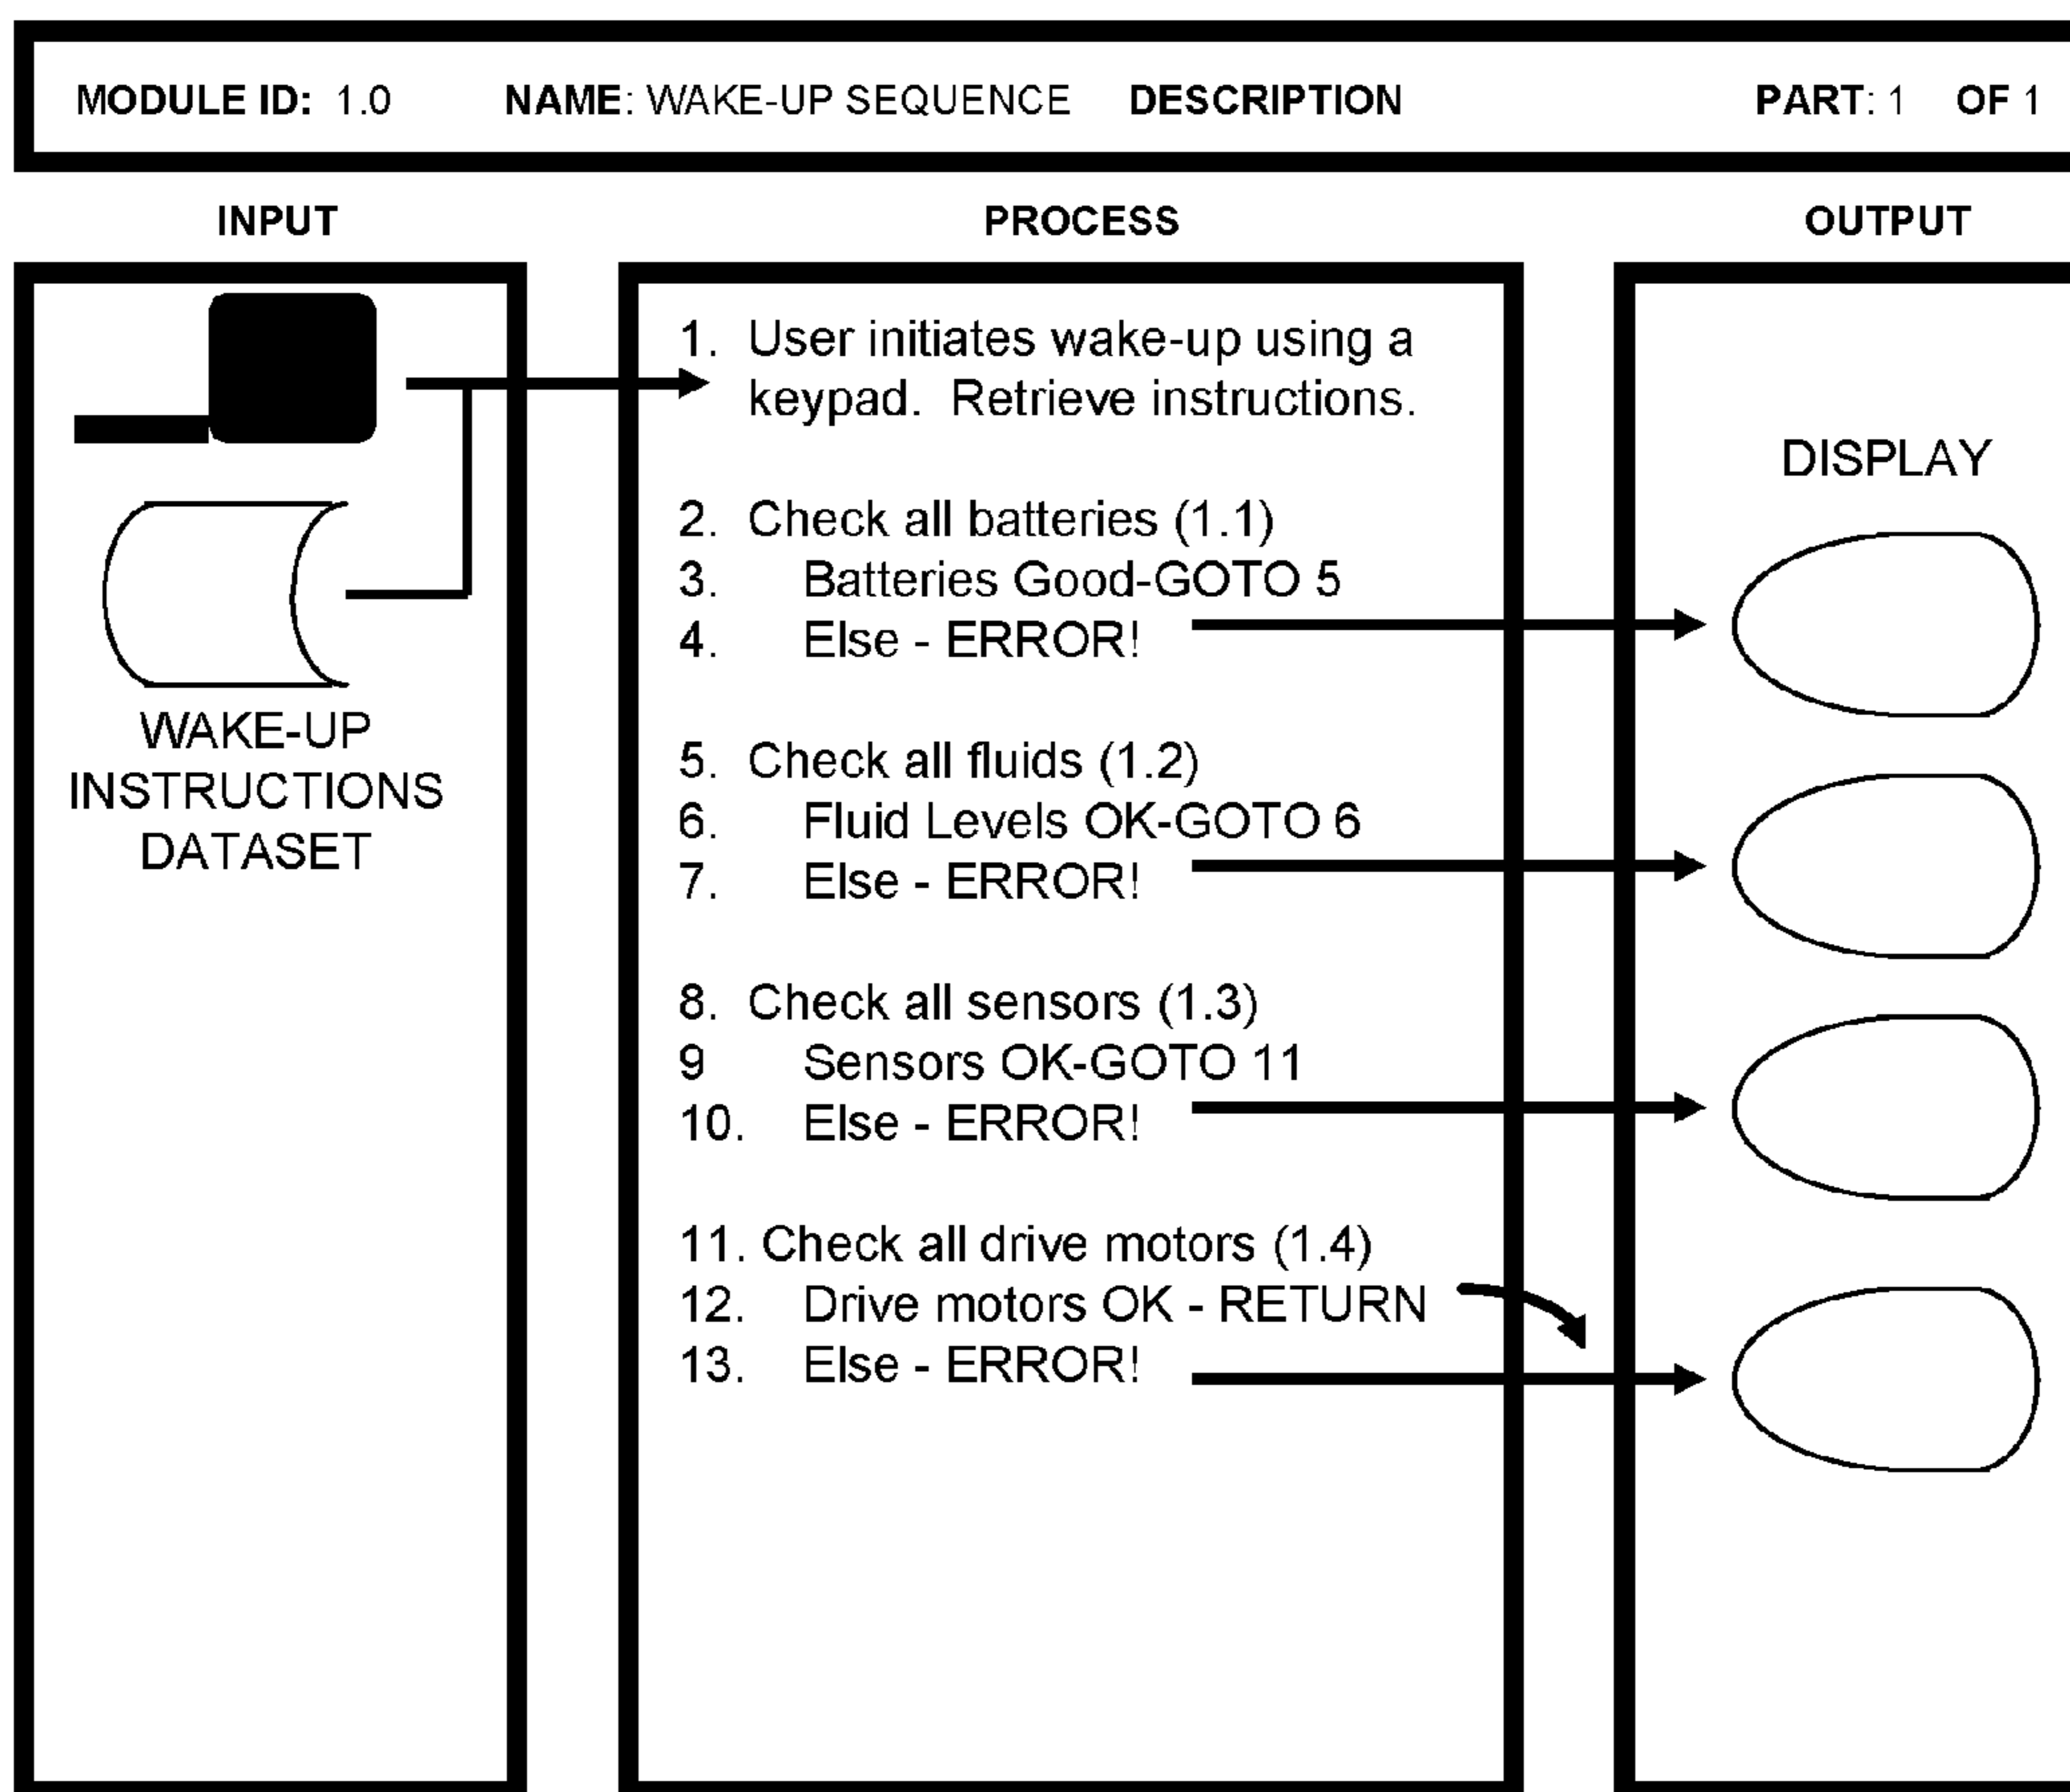 MODULE ID: 1.0 NAME: WAKE-UP SEQUENCE DESCRIPTION PART: 1 OF 1
INPUT
PROCESS
OUTPUT
WAKE-UP
INSTRUCTIONS
DATASET
1. User initiates wake-up using a
keypad. Retrieve instructions.
2. Check all batteries (1.1)
3. Batteries Good-GOTO 5
4. Else - ERROR!
5. Check all fluids (1.2)
6. Fluid Levels OK-GOTO 6
7. Else - ERROR!
8. Check all sensors (1.3)
9 Sensors OK-GOTO 11
10. Else - ERROR!
11. Check all drive motors (1.4)
12. Drive motors OK - RETURN
13. Else - ERROR!
DISPLAY